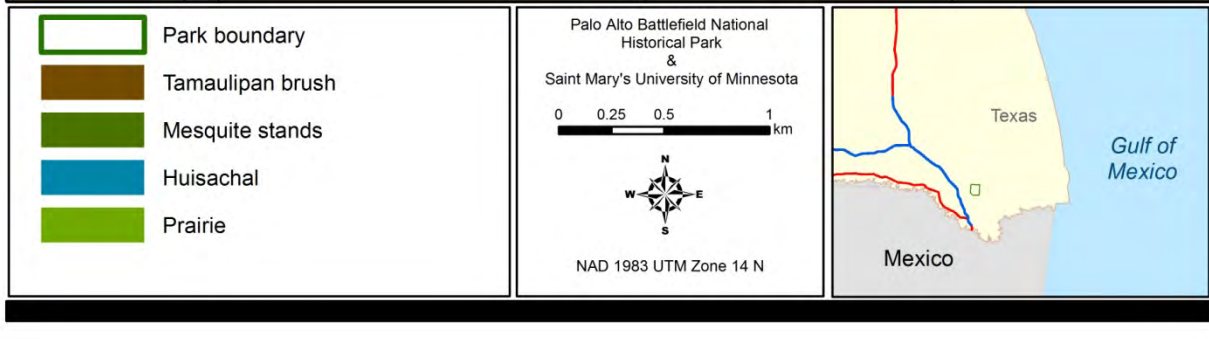 Park boundary
Tamaulipan brush
Mesquite stands
Huisachal
Prairie
Palo Alto Battlefield National
Historical Park
&
Saint Mary's University of Minnesota
0 0.25 0.5 1
km
N
W E
S
NAD 1983 UTM Zone 14 N
Texas
Gulf of
Mexico
Mexico